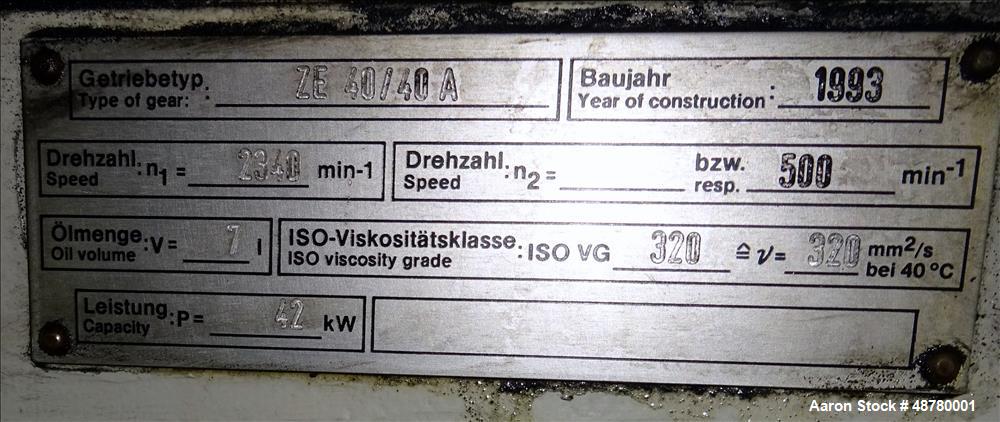 Getriebetyp : ZE 40/40 A
Type of gear:
Baujahr : 1993
Year of construction
Drehzahl : n1 = 2340 min-1
Speed
Drehzahl : n2 = bzw. 500 min-1
Speed resp.
Ölmenge : V = 7 l
Oil volume
ISO-Viskositätsklasse : ISO VG 320 ≙ ν = 320 mm2/s
ISO viscosity grade bei 40 °C
Leistung : P = 42 kW
Capacity
Aaron Stock # 48780001